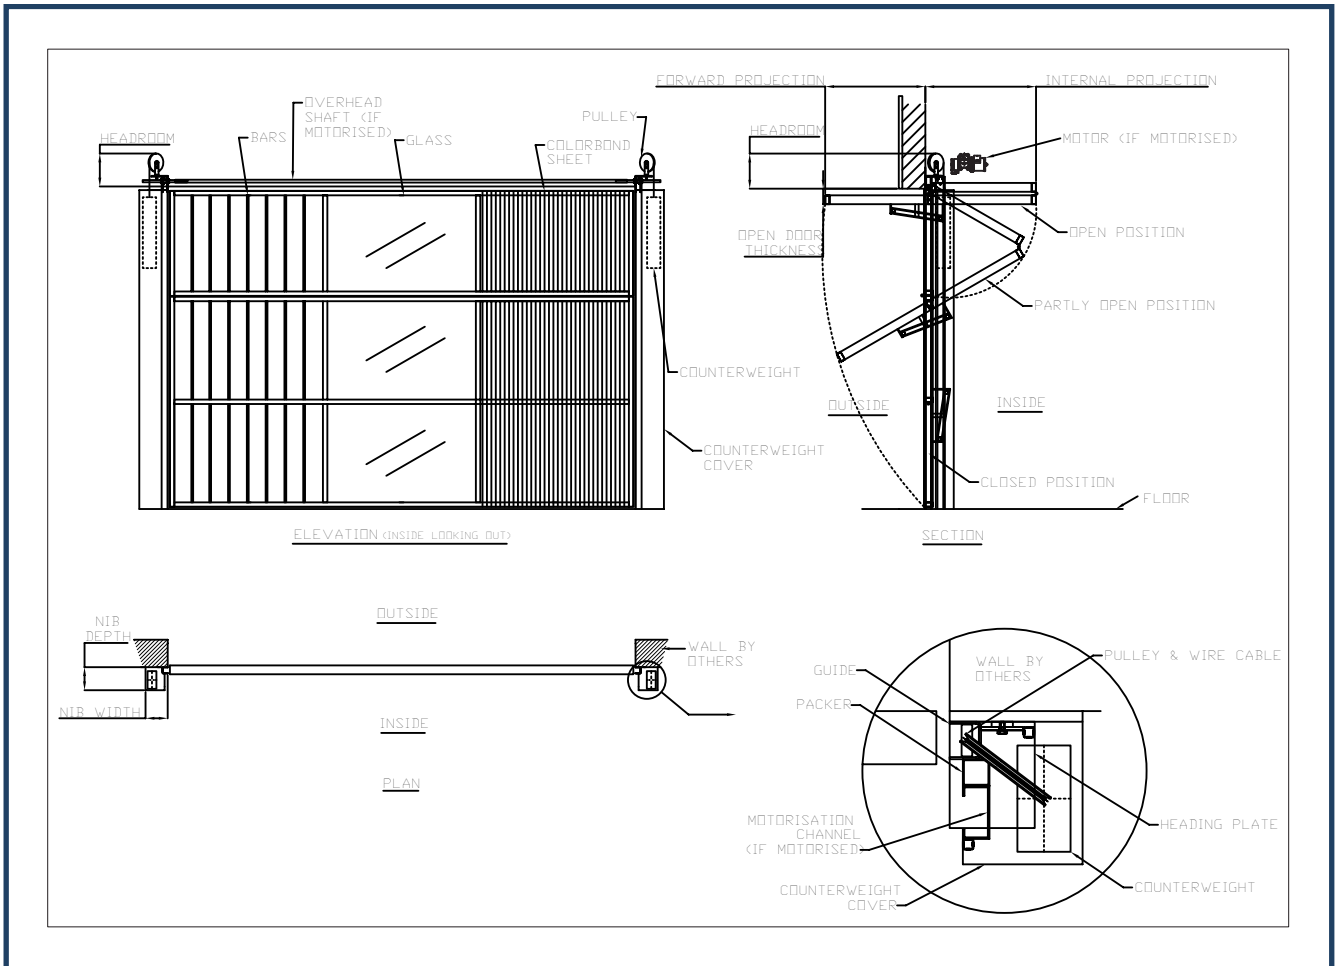 OVERHEAD
SHAFT (IF
MOTORISED)
HEADROOM
BARS
GLASS
PULLEY
COLORBOND
SHEET
COUNTERWEIGHT
COUNTERWEIGHT
COVER
ELEVATION (INSIDE LOOKING OUT)
FORWARD PROJECTION
INTERNAL PROJECTION
HEADROOM
MOTOR (IF MOTORISED)
OPEN DOOR
THICKNESS
OPEN POSITION
PARTLY OPEN POSITION
OUTSIDE
INSIDE
CLOSED POSITION
FLOOR
SECTION
NIB
DEPTH
OUTSIDE
WALL BY
OTHERS
NIB WIDTH
INSIDE
PLAN
GUIDE
WALL BY
OTHERS
PULLEY & WIRE CABLE
PACKER
MOTORISATION
CHANNEL
(IF MOTORISED)
HEADING PLATE
COUNTERWEIGHT
COVER
COUNTERWEIGHT